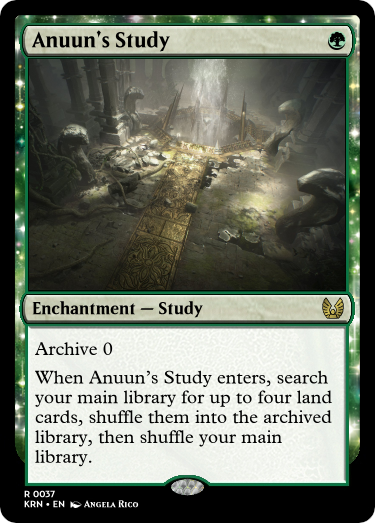 Anuun's Study
Enchantment — Study
Archive 0
When Anuun's Study enters, search
your main library for up to four land
cards, shuffle them into the archived
library, then shuffle your main
library.
R 0037
KRN • EN Angela Rico